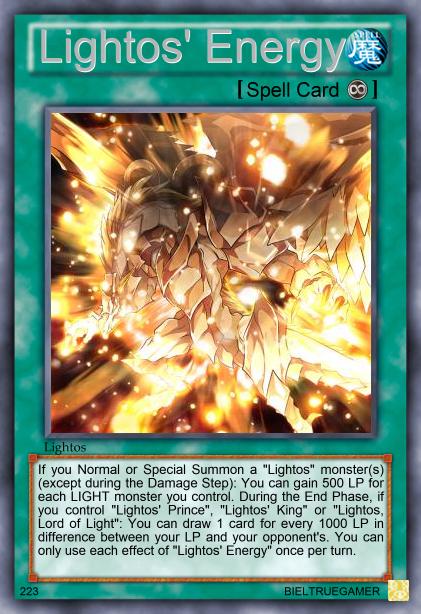 Lightos' Energy
SPELL
魔
[ Spell Card ]
Lightos
If you Normal or Special Summon a "Lightos" monster(s)
(except during the Damage Step): You can gain 500 LP for
each LIGHT monster you control. During the End Phase, if
you control "Lightos' Prince", "Lightos' King" or "Lightos,
Lord of Light": You can draw 1 card for every 1000 LP in
difference between your LP and your opponent's. You can
only use each effect of "Lightos' Energy" once per turn.
223
BIELTRUEGAMER